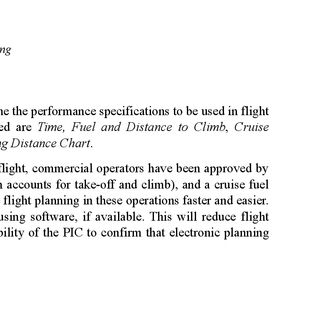 ng
ne the performance specifications to be used in flight
ed are Time, Fuel and Distance to Climb, Cruise
ng Distance Chart.
flight, commercial operators have been approved by
n accounts for take-off and climb), and a cruise fuel
flight planning in these operations faster and easier.
using software, if available. This will reduce flight
bility of the PIC to confirm that electronic planning